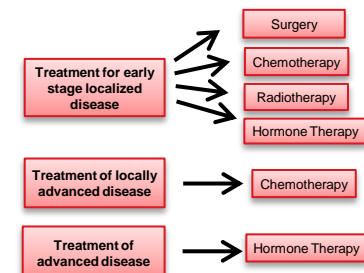 Surgery
Treatment for early
stage localized
disease
Chemotherapy
Radiotherapy
Hormone Therapy
Treatment of locally
advanced disease
Chemotherapy
Treatment of
advanced disease
Hormone Therapy